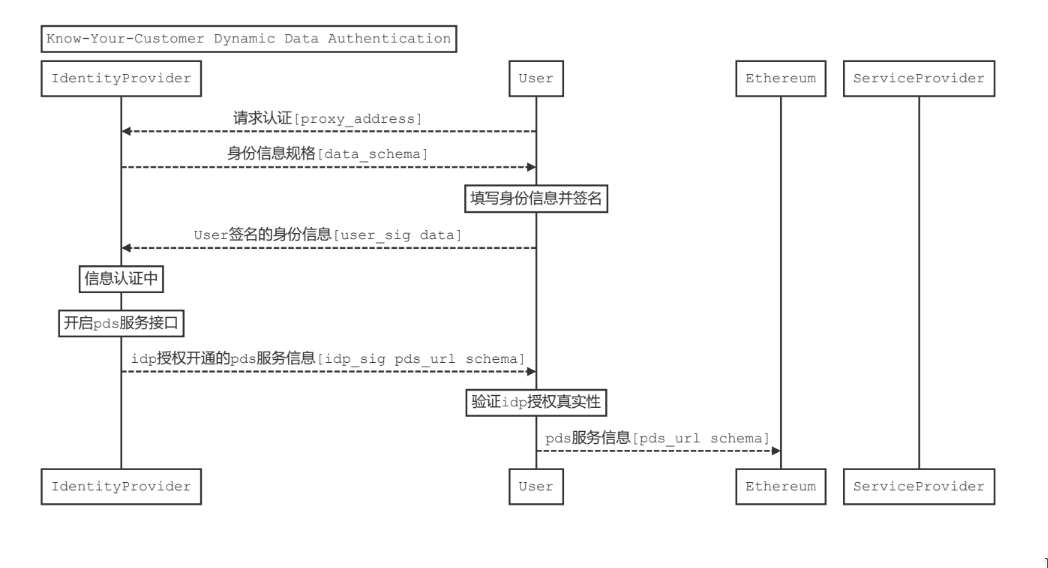 Know-Your-Customer Dynamic Data Authentication
IdentityProvider
User
Ethereum
ServiceProvider
请求认证[proxy_address]
身份信息规格[data_schema]
填写身份信息并签名
User签名的身份信息[user_sig data]
信息认证中
开启pds服务接口
idp授权开通的pds服务信息[idp_sig pds_url schema]
验证idp授权真实性
pds服务信息[pds_url schema]
IdentityProvider
User
Ethereum
ServiceProvider